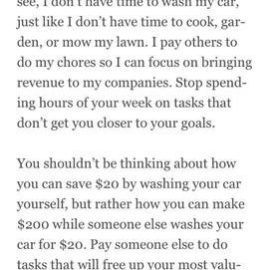 see, I don't have time to wash my car,
just like I don't have time to cook, gar-
den, or mow my lawn. I pay others to
do my chores so I can focus on bringing
revenue to my companies. Stop spend-
ing hours of your week on tasks that
don't get you closer to your goals.
You shouldn't be thinking about how
you can save $20 by washing your car
yourself, but rather how you can make
$200 while someone else washes your
car for $20. Pay someone else to do
tasks that will free up your most valu-